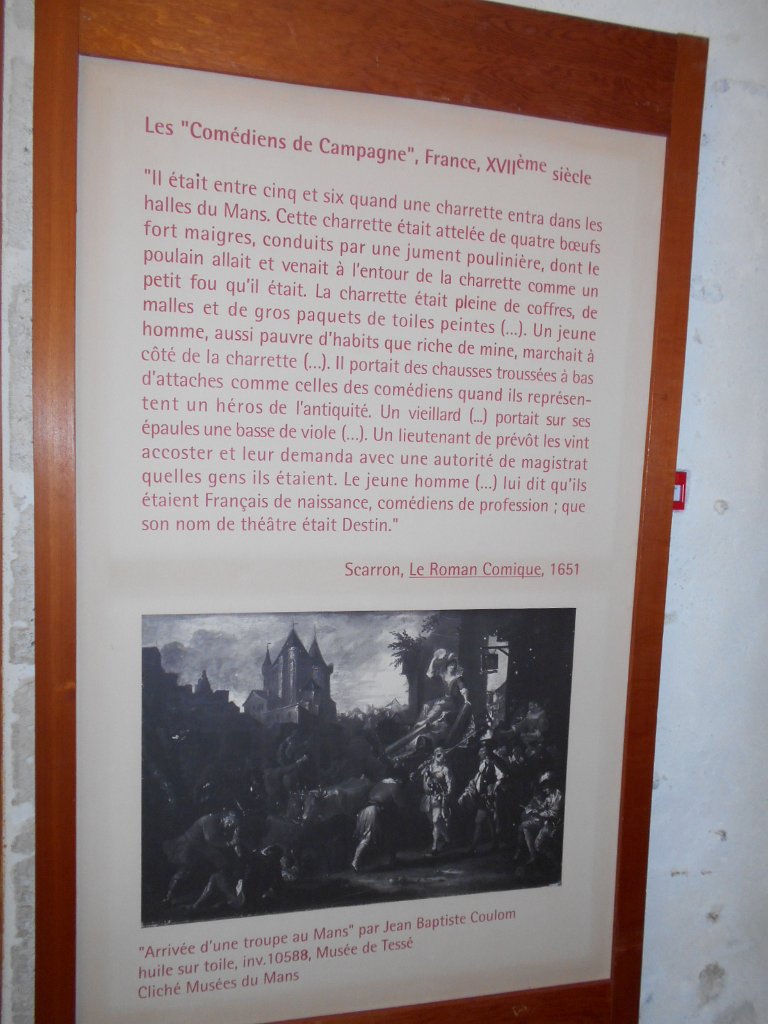 Les "Comédiens de Campagne", France, XVIIème siècle
"Il était entre cinq et six quand une charrette entra dans les
halles du Mans. Cette charrette était attelée de quatre bœufs
fort maigres, conduits par une jument poulinière, dont le
poulain allait et venait à l'entour de la charrette comme un
petit fou qu'il était. La charrette était pleine de coffres, de
malles et de gros paquets de toiles peintes (...). Un jeune
homme, aussi pauvre d'habits que riche de mine, marchait à
côté de la charrette (...). Il portait des chausses troussées à bas
d'attaches comme celles des comédiens quand ils représen-
tent un héros de l'antiquité. Un vieillard (...) portait sur ses
épaules une basse de viole (...). Un lieutenant de prévôt les vint
accoster et leur demanda avec une autorité de magistrat
quelles gens ils étaient. Le jeune homme (...) lui dit qu'ils
étaient Français de naissance, comédiens de profession ; que
son nom de théâtre était Destin."
Scarron, Le Roman Comique, 1651
"Arrivée d'une troupe au Mans" par Jean Baptiste Coulom
huile sur toile, inv.10588, Musée de Tessé
Cliché Musées du Mans